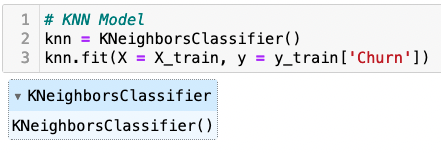 1 # KNN Model
2 knn = KNeighborsClassifier()
3 knn.fit(X = X_train, y = y_train['Churn'])
▼ KNeighborsClassifier
KNeighborsClassifier()